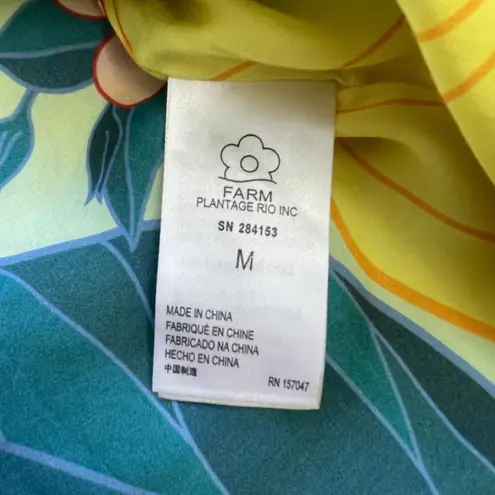 FARM
PLANTAGE RIO INC
SN 284153
M
MADE IN CHINA
FABRIQUÉ EN CHINE
FABRICADO NA CHINA
HECHO EN CHINA
中国制造
RN 157047